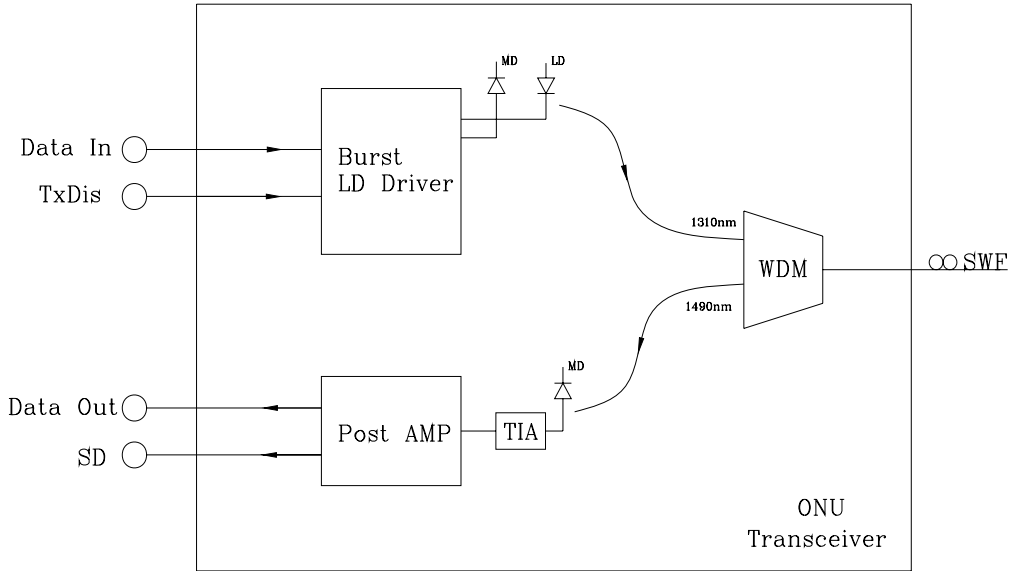 MD
LD
Data In
Burst
LD Driver
TxDis
1310nm
WDM
SWF
1490nm
MD
Data Out
Post AMP
TIA
SD
ONU
Transceiver